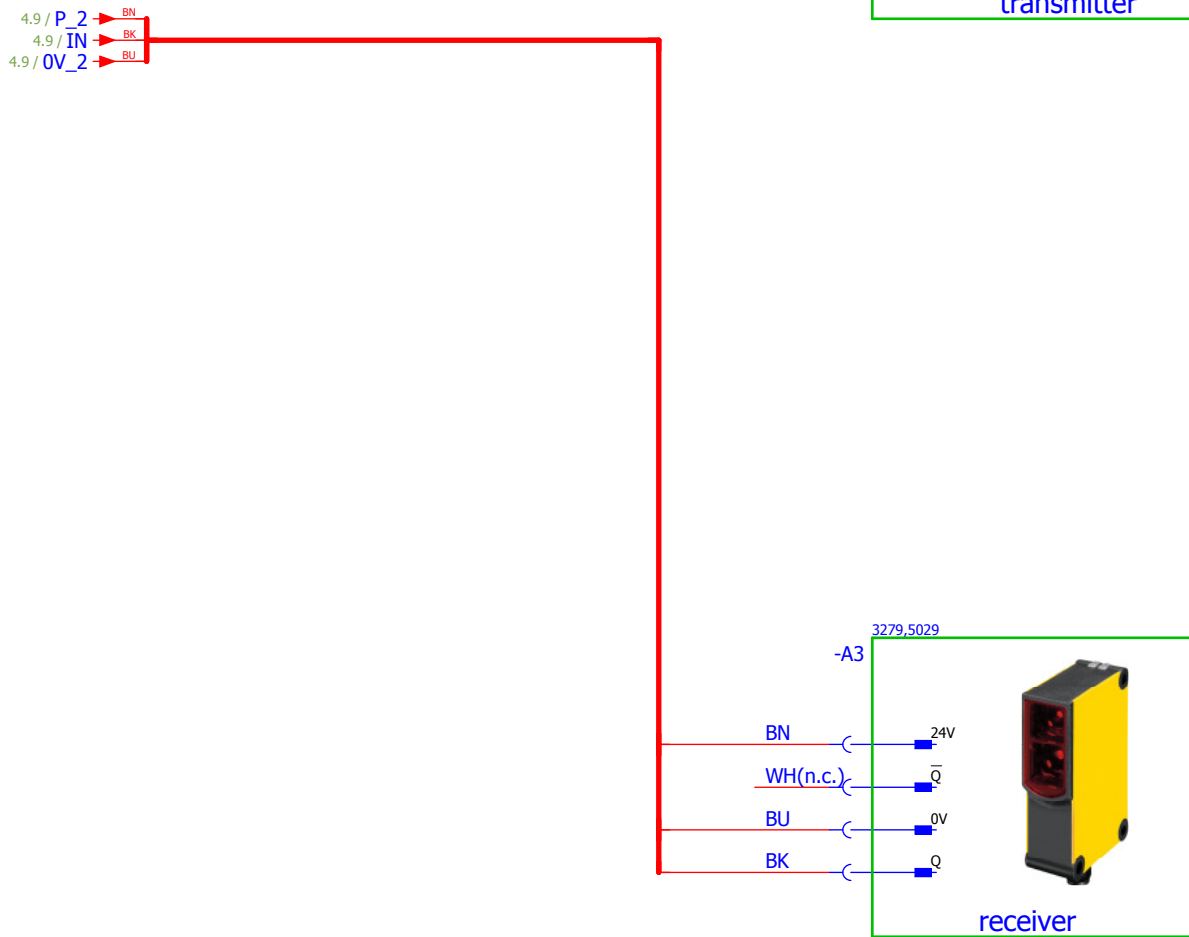 transmitter
4.9 / P_2 BN
4.9 / IN BK
4.9 / 0V_2 BU
3279,5029
-A3
BN 24V
WH(n.c.) Q̅
BU 0V
BK Q
receiver